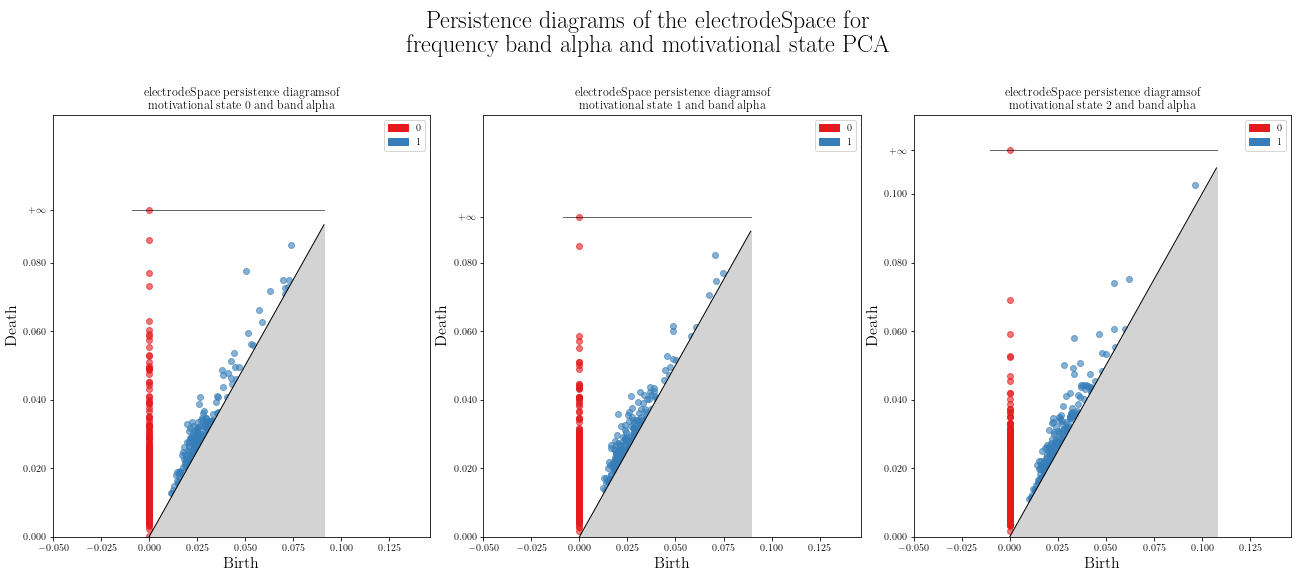 Persistence diagrams of the electrodeSpace for
frequency band alpha and motivational state PCA
electrodeSpace persistence diagramsof
motivational state 0 and band alpha
0
1
+∞
0.080
0.060
0.040
0.020
0.000
Death
−0.050 −0.025 0.000 0.025 0.050 0.075 0.100 0.125
Birth
electrodeSpace persistence diagramsof
motivational state 1 and band alpha
0
1
+∞
0.080
0.060
0.040
0.020
0.000
Death
−0.050 −0.025 0.000 0.025 0.050 0.075 0.100 0.125
Birth
electrodeSpace persistence diagramsof
motivational state 2 and band alpha
0
1
+∞
0.100
0.080
0.060
0.040
0.020
0.000
Death
−0.050 −0.025 0.000 0.025 0.050 0.075 0.100 0.125
Birth